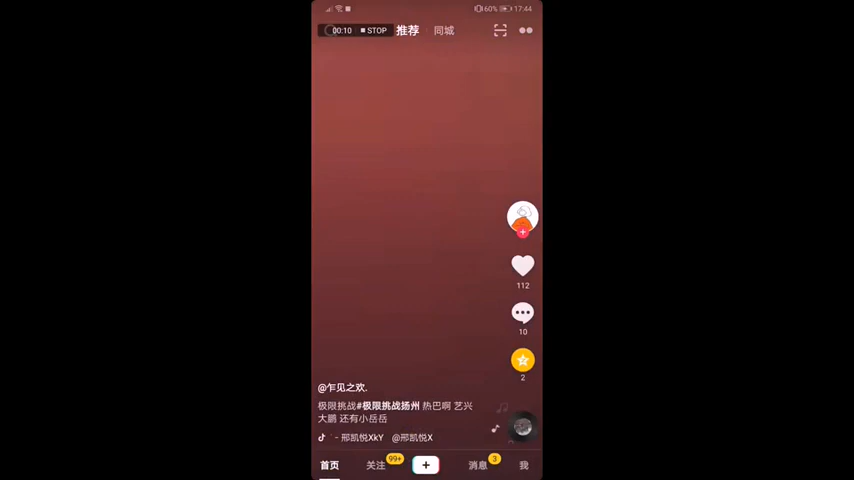 60% 17:44
00:10 STOP 推荐 同城
112
10
2
@乍见之欢.
极限挑战#极限挑战扬州 热巴啊 艺兴
大鹏 还有小岳岳
- 邢凯悦XkY @邢凯悦X
首页 关注 99+ 消息 3 我